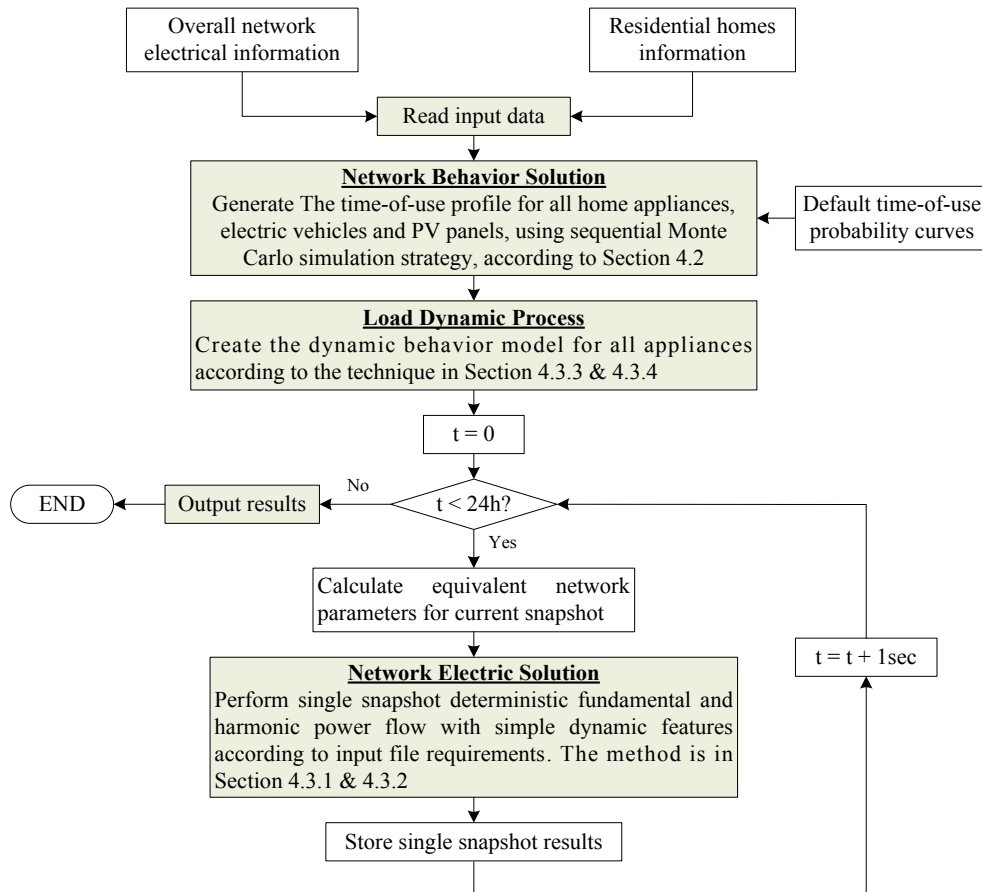 Overall network
electrical information
Residential homes
information
Read input data
Network Behavior Solution
Generate The time-of-use profile for all home appliances,
electric vehicles and PV panels, using sequential Monte
Carlo simulation strategy, according to Section 4.2
Default time-of-use
probability curves
Load Dynamic Process
Create the dynamic behavior model for all appliances
according to the technique in Section 4.3.3 & 4.3.4
t = 0
END
Output results
No
t < 24h?
Yes
Calculate equivalent network
parameters for current snapshot
t = t + 1sec
Network Electric Solution
Perform single snapshot deterministic fundamental and
harmonic power flow with simple dynamic features
according to input file requirements. The method is in
Section 4.3.1 & 4.3.2
Store single snapshot results